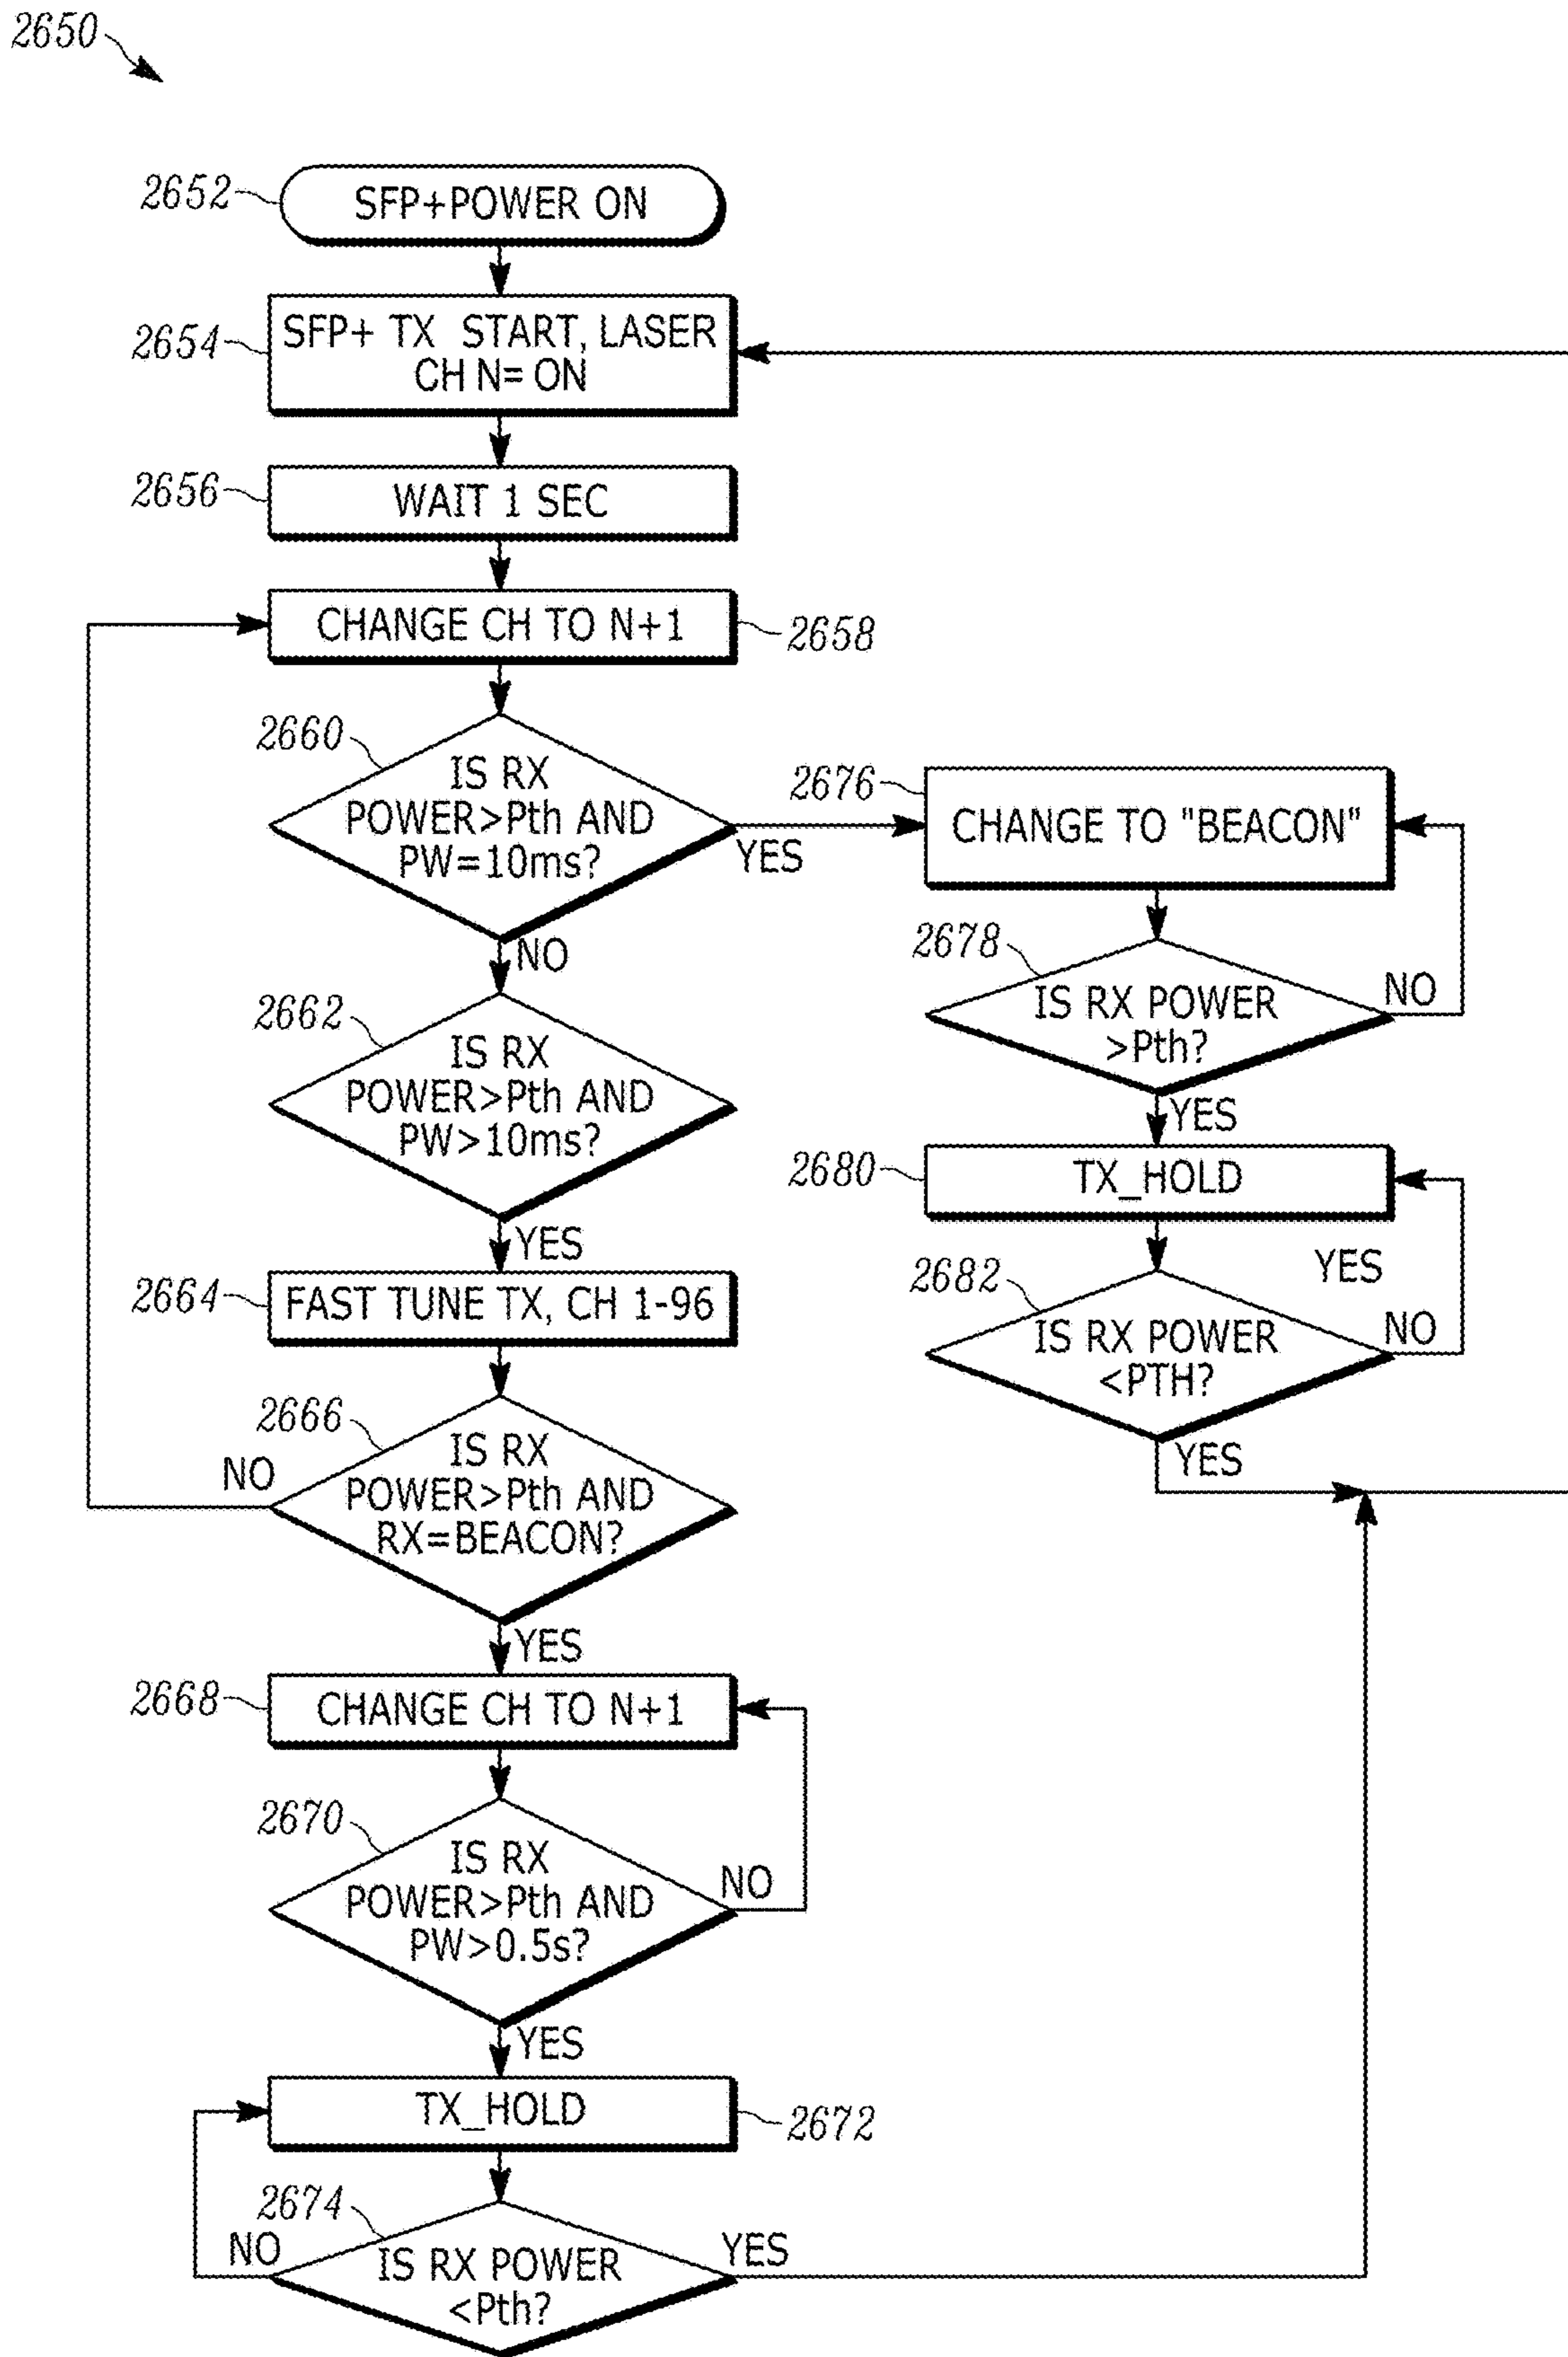 2650
2652
SFP+POWER ON
2654
SFP+ TX START, LASER
CH N= ON
2656
WAIT 1 SEC
CHANGE CH TO N+1
2658
2660
IS RX
POWER>Pth AND
PW=10ms?
YES
NO
2676
CHANGE TO "BEACON"
2678
IS RX POWER
>Pth?
NO
YES
2662
IS RX
POWER>Pth AND
PW>10ms?
YES
2680
TX_HOLD
YES
2682
IS RX POWER
<PTH?
NO
YES
2664
FAST TUNE TX, CH 1-96
2666
IS RX
POWER>Pth AND
RX=BEACON?
NO
YES
2668
CHANGE CH TO N+1
2670
IS RX
POWER>Pth AND
PW>0.5s?
NO
YES
TX_HOLD
2672
2674
IS RX POWER
<Pth?
NO
YES